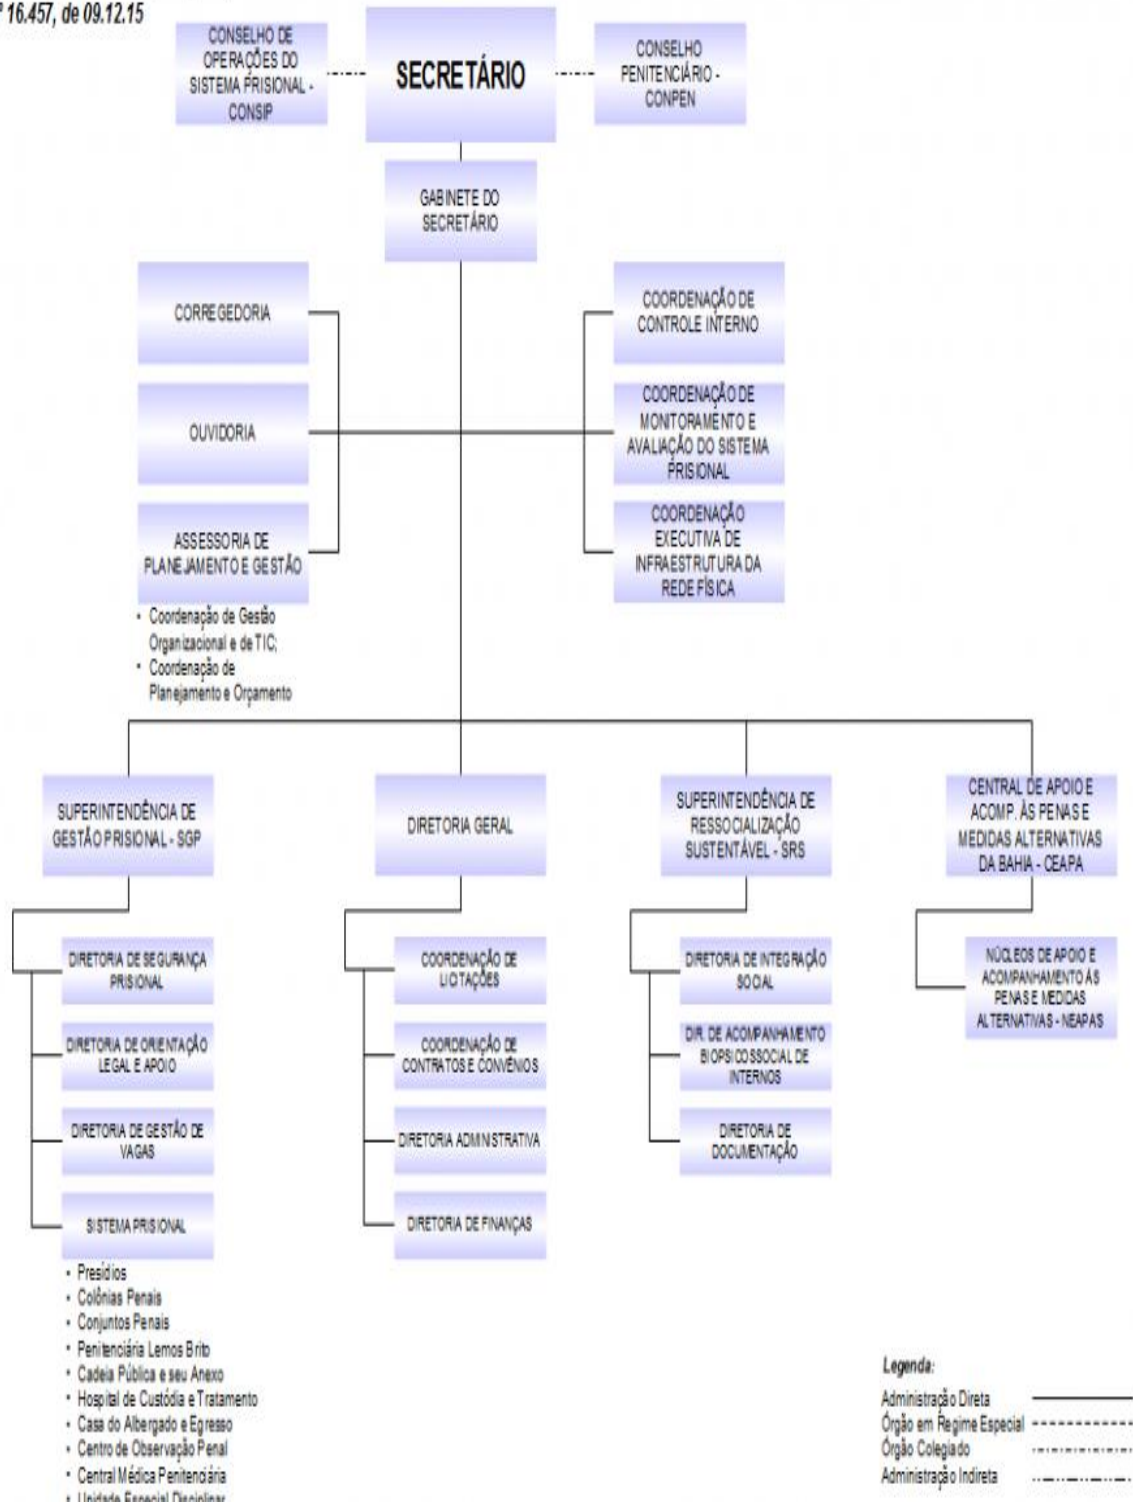 º 16.457, de 09.12.15
CONSELHO DE
OPERAÇÕES DO
SISTEMA PRISIONAL -
CONSIP
SECRETÁRIO
CONSELHO
PENITENCIÁRIO -
CONPEN
GABINETE DO
SECRETÁRIO
CORREGEDORIA
COORDENAÇÃO DE
CONTROLE INTERNO
OUVIDORIA
COORDENAÇÃO DE
MONITORAMENTO E
AVALIAÇÃO DO SISTEMA
PRISIONAL
ASSESSORIA DE
PLANEJAMENTO E GESTÃO
COORDENAÇÃO
EXECUTIVA DE
INFRAESTRUTURA DA
REDE FÍSICA
• Coordenação de Gestão
Organizacional e de TIC;
• Coordenação de
Planejamento e Orçamento
SUPERINTENDÊNCIA DE
GESTÃO PRISIONAL - SGP
DIRETORIA GERAL
SUPERINTENDÊNCIA DE
RESSOCIALIZAÇÃO
SUSTENTÁVEL - SRS
CENTRAL DE APOIO E
ACOMP. ÀS PENAS E
MEDIDAS ALTERNATIVAS
DA BAHIA - CEAPA
DIRETORIA DE SEGURANÇA
PRISIONAL
DIRETORIA DE ORIENTAÇÃO
LEGAL E APOIO
DIRETORIA DE GESTÃO DE
VAGAS
SISTEMA PRISIONAL
• Presídios
• Colônias Penais
• Conjuntos Penais
• Penitenciária Lemos Brito
• Cadeia Pública e seu Anexo
• Hospital de Custódia e Tratamento
• Casa do Albergado e Egresso
• Centro de Observação Penal
• Central Médica Penitenciária
• Unidade Especial Disciplinar
COORDENAÇÃO DE
LICITAÇÕES
COORDENAÇÃO DE
CONTRATOS E CONVÊNIOS
DIRETORIA ADMINISTRATIVA
DIRETORIA DE FINANÇAS
DIRETORIA DE INTEGRAÇÃO
SOCIAL
DIR. DE ACOMPANHAMENTO
BIOPSICOSSOCIAL DE
INTERNOS
DIRETORIA DE
DOCUMENTAÇÃO
NÚCLEOS DE APOIO E
ACOMPANHAMENTO ÀS
PENAS E MEDIDAS
ALTERNATIVAS - NEAPAS
Legenda:
Administração Direta
Órgão em Regime Especial
Órgão Colegiado
Administração Indireta